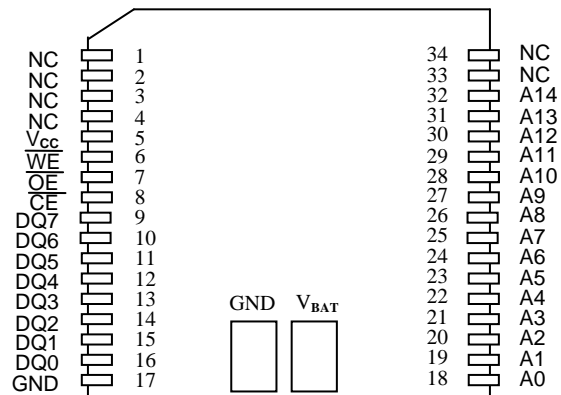 NC 1 34 NC
NC 2 33 NC
NC 3 32 A14
NC 4 31 A13
Vcc 5 30 A12
WE 6 29 A11
OE 7 28 A10
CE 8 27 A9
DQ7 9 26 A8
DQ6 10 25 A7
DQ5 11 24 A6
DQ4 12 23 A5
DQ3 13 22 A4
GND VBAT
DQ2 14 21 A3
DQ1 15 20 A2
DQ0 16 19 A1
GND 17 18 A0